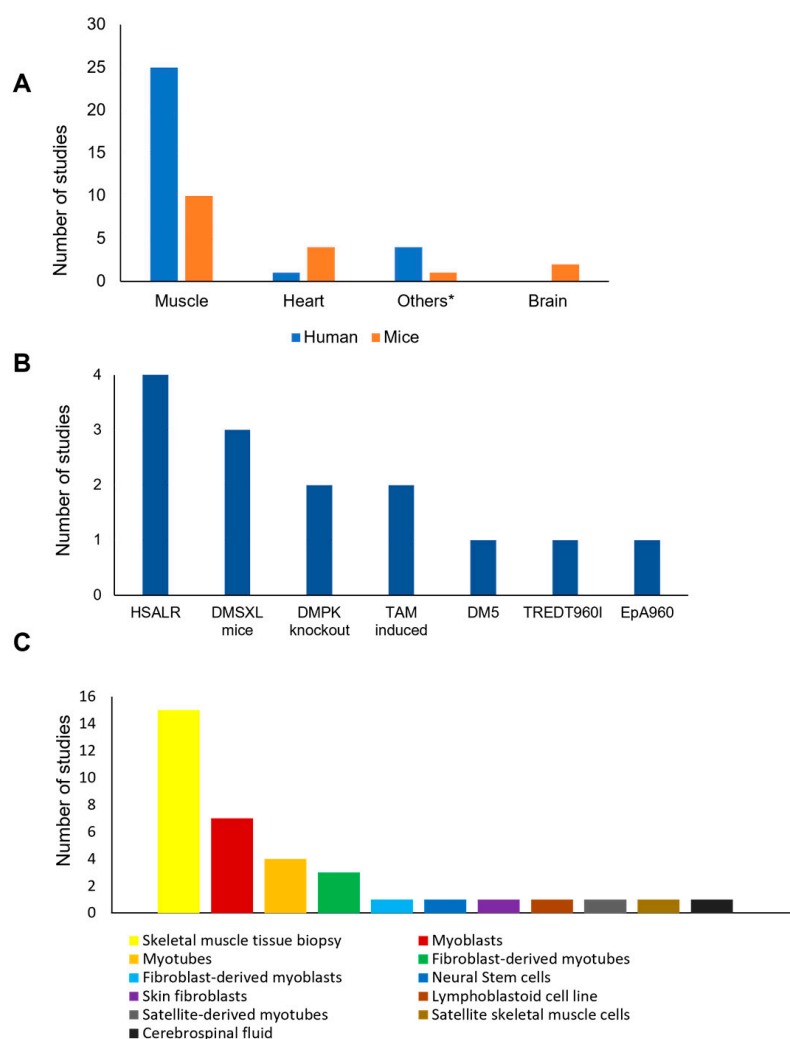 A
Number of studies
30
25
20
15
10
5
0
Muscle Heart Others* Brain
Human Mice
B
Number of studies
4
3
2
1
0
HSALR DMSXL mice DMPK knockout TAM induced DM5 TREDT960I EpA960
C
Number of studies
16
14
12
10
8
6
4
2
0
Skeletal muscle tissue biopsy Myoblasts
Myotubes Fibroblast-derived myotubes
Fibroblast-derived myoblasts Neural Stem cells
Skin fibroblasts Lymphoblastoid cell line
Satellite-derived myotubes Satellite skeletal muscle cells
Cerebrospinal fluid